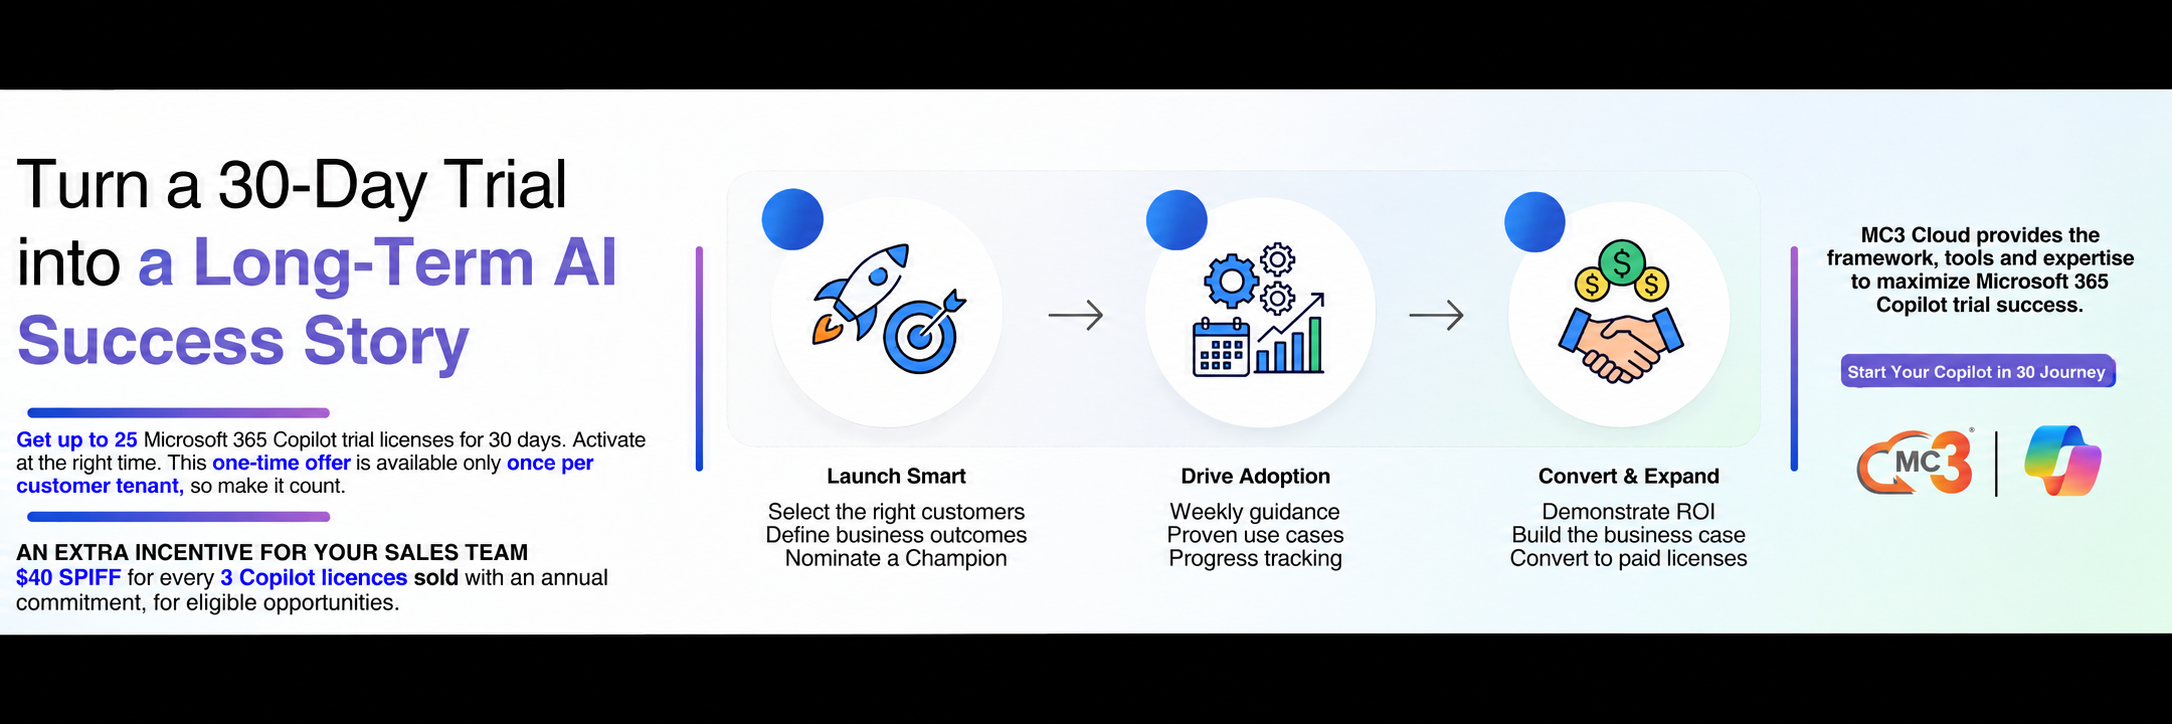 Turn a 30-Day Trial
into a Long-Term AI
Success Story
Get up to 25 Microsoft 365 Copilot trial licenses for 30 days. Activate
at the right time. This one-time offer is available only once per
customer tenant, so make it count.
AN EXTRA INCENTIVE FOR YOUR SALES TEAM
$40 SPIFF for every 3 Copilot licences sold with an annual
commitment, for eligible opportunities.
Launch Smart
Select the right customers
Define business outcomes
Nominate a Champion
Drive Adoption
Weekly guidance
Proven use cases
Progress tracking
$ $ $
Convert & Expand
Demonstrate ROI
Build the business case
Convert to paid licenses
MC3 Cloud provides the
framework, tools and expertise
to maximize Microsoft 365
Copilot trial success.
Start Your Copilot in 30 Journey
MC3®